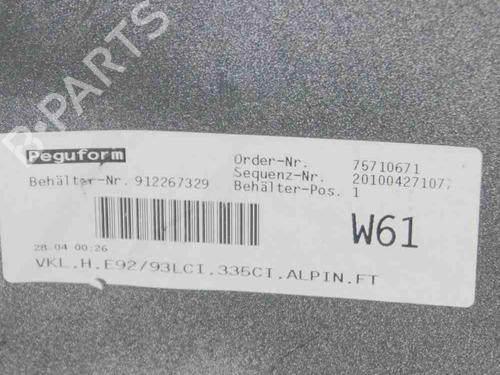 B-PARTS
Peguform
Order-Nr. 75710671
Sequenz-Nr. 201004271077
Behälter-Nr. 912267329 Behälter-Pos. 1
W61
28.04 00:26
VKL.H.E92/93LCI.335CI.ALPIN.FT